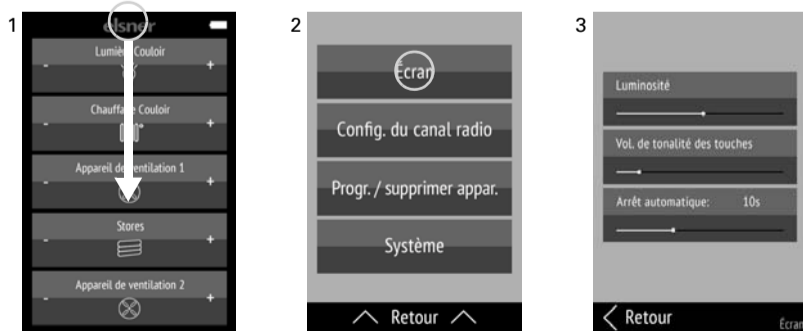 1
elsner
Lumière Couloir
- +
Chauffage Couloir
- +
Appareil de ventilation 1
- +
Stores
- +
Appareil de ventilation 2
- +
2
Écran
Config. du canal radio
Progr. / supprimer appar.
Système
Retour
3
Luminosité
Vol. de tonalité des touches
Arrêt automatique: 10s
Retour
Écran